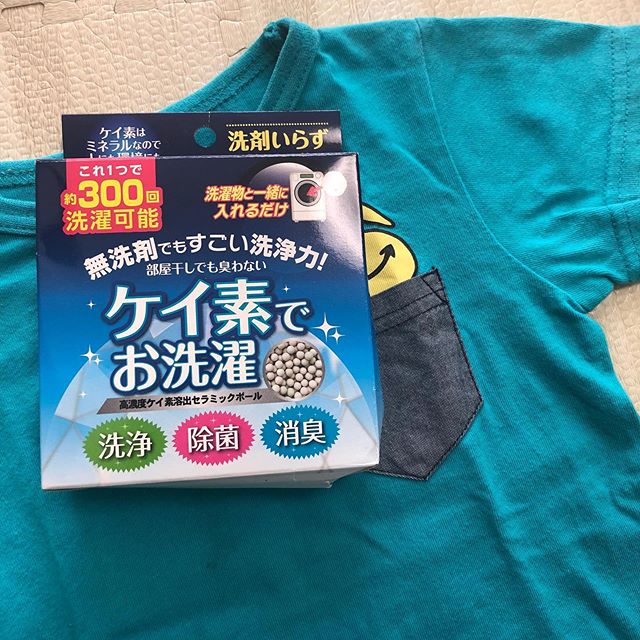 ケイ素は
ミネラルなので
洗剤いらず
これ1つで
約300回
洗濯可能
洗濯物と一緒に
入れるだけ
無洗剤でもすごい洗浄力!
部屋干しでも臭わない
ケイ素で
お洗濯
高濃度ケイ素溶出セラミックボール
洗浄
除菌
消臭